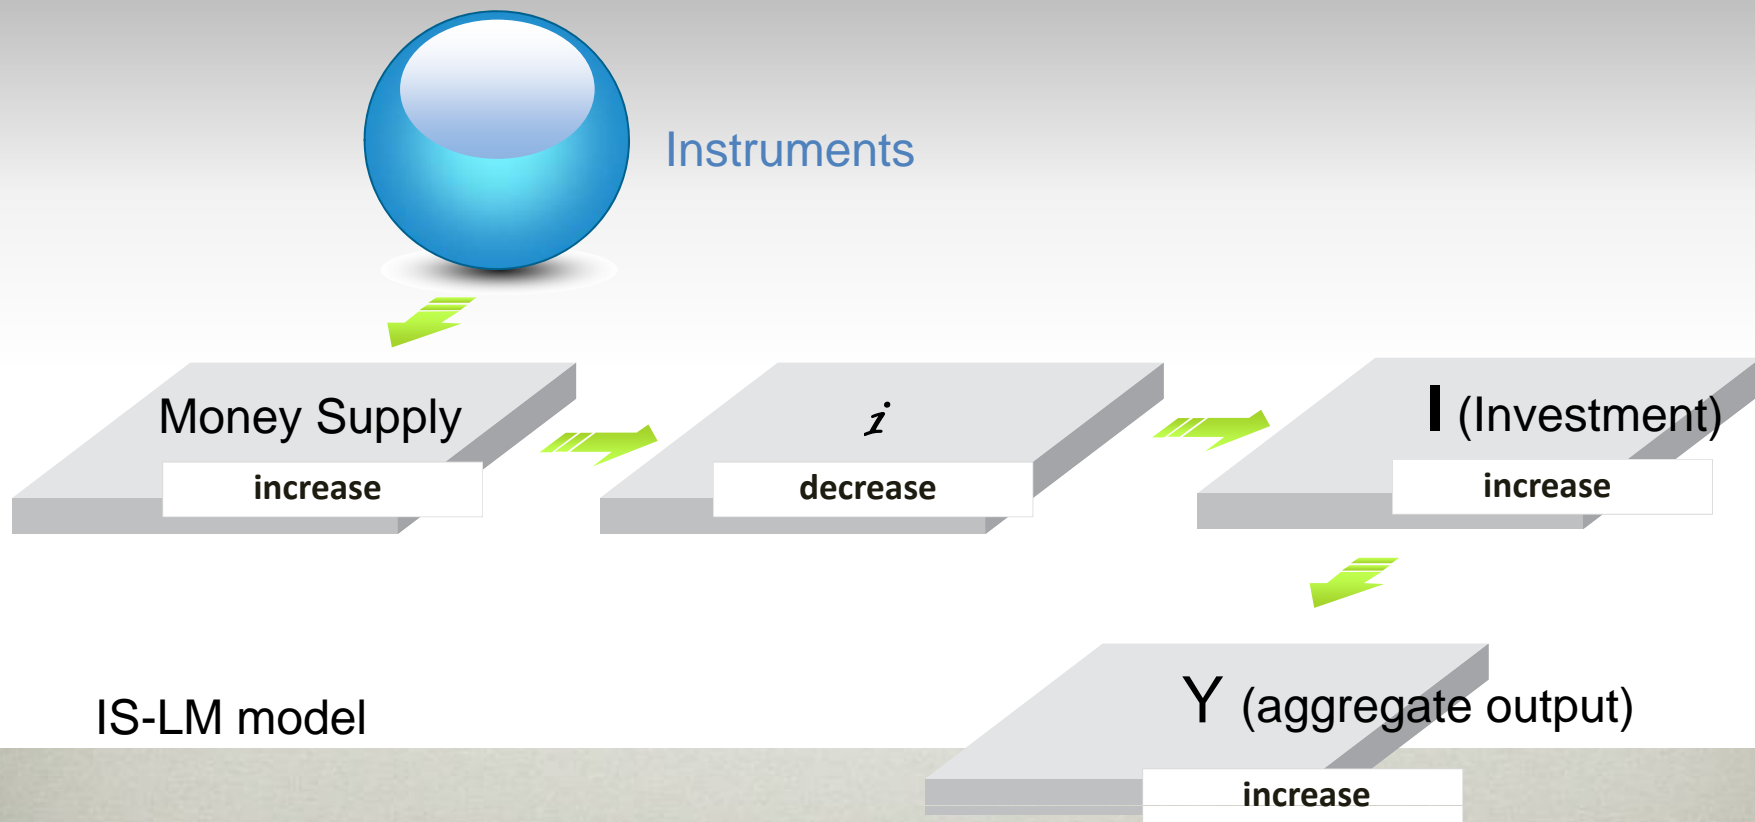 Instruments
Money Supply
increase
i
decrease
I (Investment)
increase
Y (aggregate output)
increase
IS-LM model